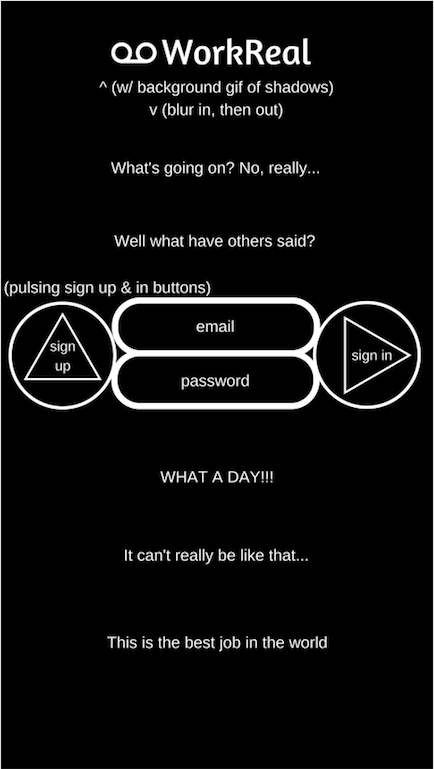 WorkReal
^ (w/ background gif of shadows)
v (blur in, then out)
What's going on? No, really...
Well what have others said?
(pulsing sign up & in buttons)
email
sign
up
sign in
password
WHAT A DAY!!!
It can't really be like that...
This is the best job in the world